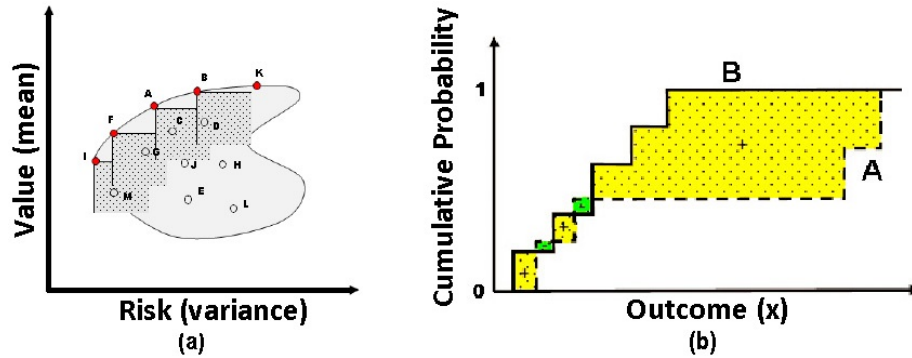 Value (mean)
K
B
A
F
C
D
I
G
J
H
M
E
L
Risk (variance)
(a)
Cumulative Probability
1
B
+
A
-
+
-
+
0
Outcome (x)
(b)